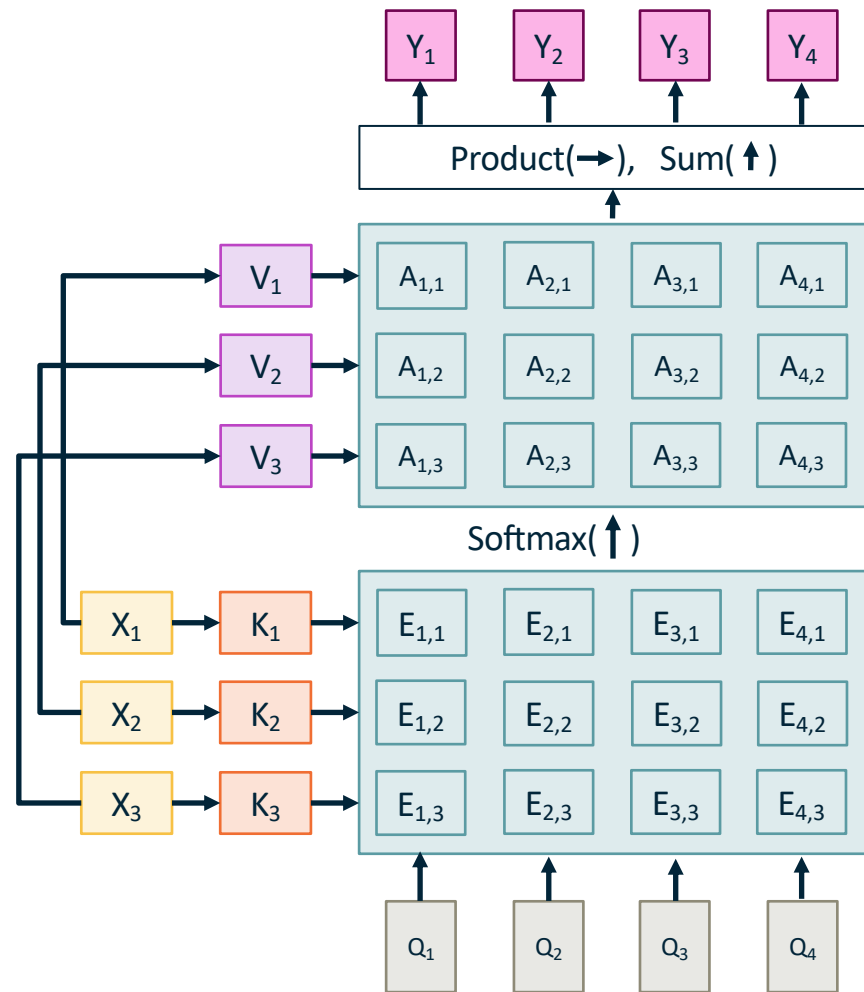 Y₁ Y₂ Y₃ Y₄
Product(→), Sum(↑)
V₁ A₁,₁ A₂,₁ A₃,₁ A₄,₁
V₂ A₁,₂ A₂,₂ A₃,₂ A₄,₂
V₃ A₁,₃ A₂,₃ A₃,₃ A₄,₃
Softmax(↑)
X₁ K₁ E₁,₁ E₂,₁ E₃,₁ E₄,₁
X₂ K₂ E₁,₂ E₂,₂ E₃,₂ E₄,₂
X₃ K₃ E₁,₃ E₂,₃ E₃,₃ E₄,₃
Q₁ Q₂ Q₃ Q₄